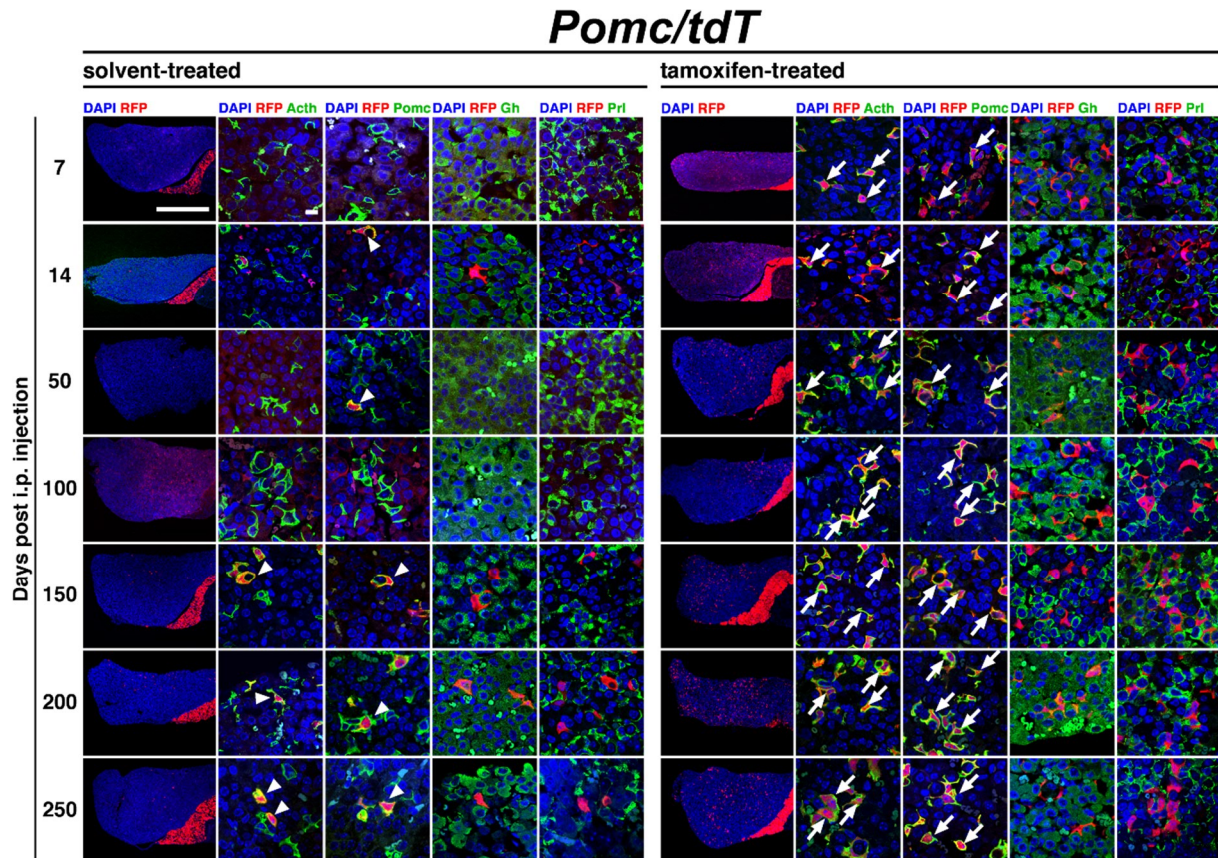 Pomc/tdT
solvent-treated
tamoxifen-treated
DAPI RFP
DAPI RFP Acth
DAPI RFP Pomc
DAPI RFP Gh
DAPI RFP Prl
DAPI RFP
DAPI RFP Acth
DAPI RFP Pomc
DAPI RFP Gh
DAPI RFP Prl
Days post i.p. injection
7
14
50
100
150
200
250